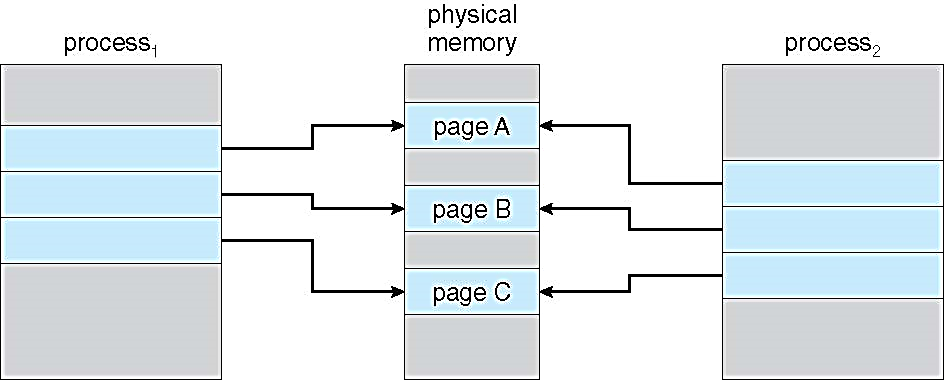 process₁
physical
memory
process₂
page A
page B
page C